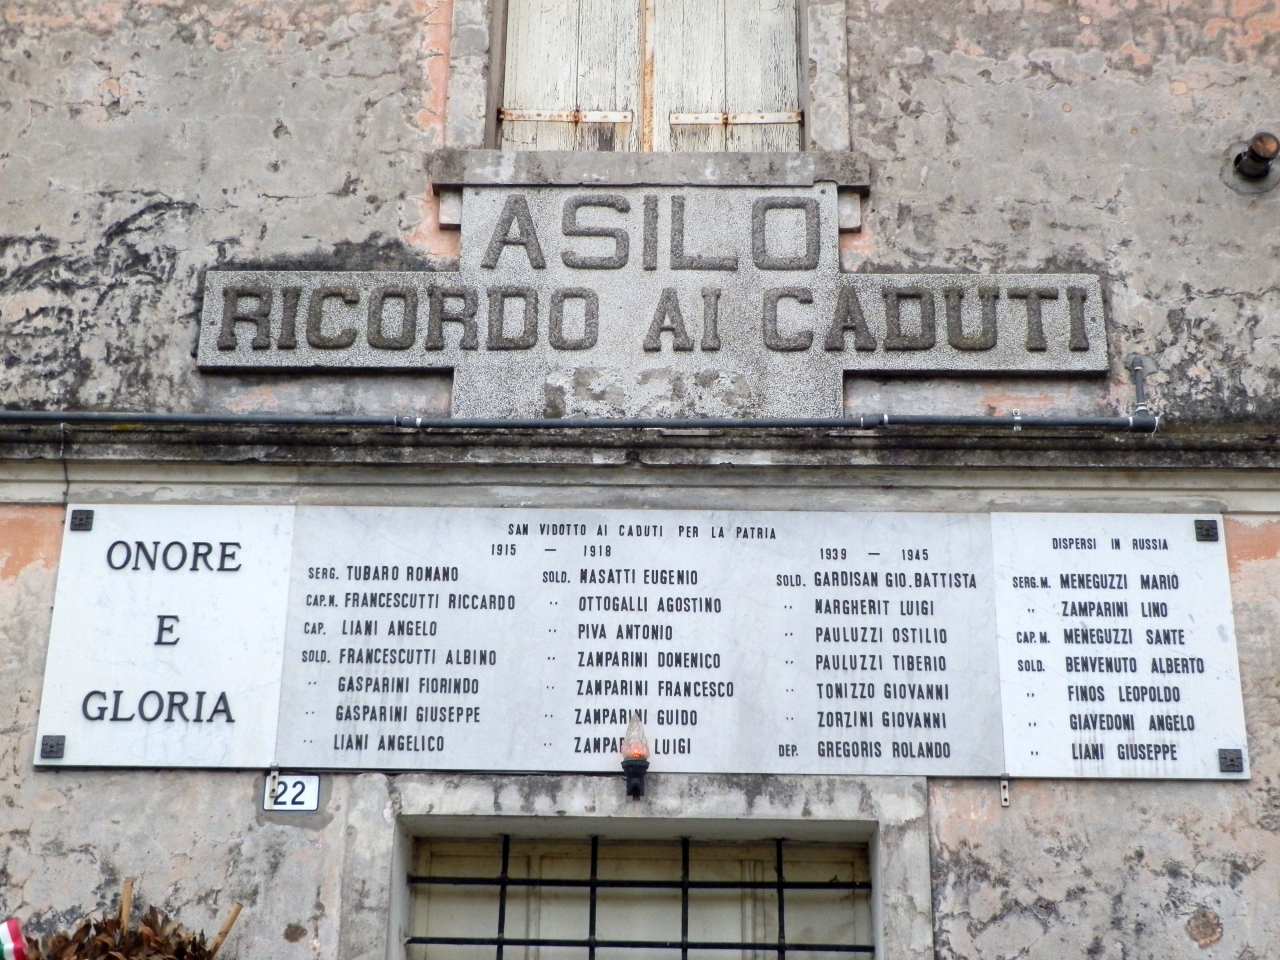 ASILO
RICORDO AI CADUTI
ONORE
E
GLORIA
SAN VIDOTTO AI CADUTI PER LA PATRIA
1915 – 1918
SERG. TUBARO ROMANO
CAP.M. FRANCESCUTTI RICCARDO
CAP. LIANI ANGELO
SOLD. FRANCESCUTTI ALBINO
" GASPARINI FIORINDO
" GASPARINI GIUSEPPE
" LIANI ANGELICO
SOLD. MASATTI EUGENIO
" OTTOGALLI AGOSTINO
" PIVA ANTONIO
" ZAMPARINI DOMENICO
" ZAMPARINI FRANCESCO
" ZAMPARINI GUIDO
" ZAMPARINI LUIGI
1939 – 1945
SOLD. GARDISAN GIO.BATTISTA
" MARGHERIT LUIGI
" PAULUZZI OSTILIO
" PAULUZZI TIBERIO
" TONIZZO GIOVANNI
" ZORZINI GIOVANNI
DEP. GREGORIS ROLANDO
DISPERSI IN RUSSIA
SERG.M. MENEGUZZI MARIO
" ZAMPARINI LINO
CAP.M. MENEGUZZI SANTE
SOLD. BENVENUTO ALBERTO
" FINOS LEOPOLDO
" GIAVEDONI ANGELO
" LIANI GIUSEPPE
22